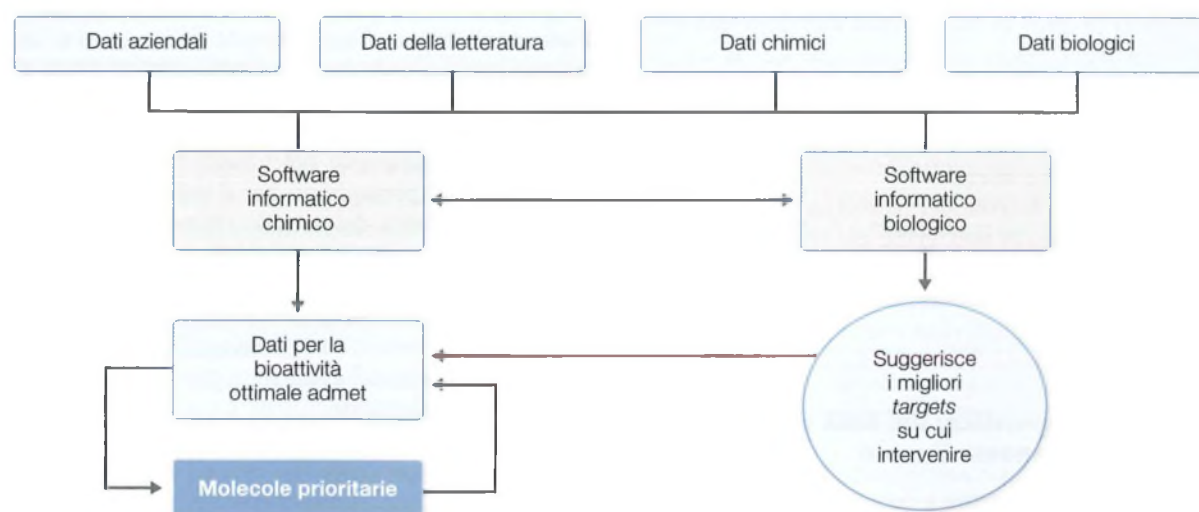 Dati aziendali
Dati della letteratura
Dati chimici
Dati biologici
Software
informatico
chimico
Software
informatico
biologico
Dati per la
bioattività
ottimale admet
Suggerisce
i migliori
targets
su cui
intervenire
Molecole prioritarie